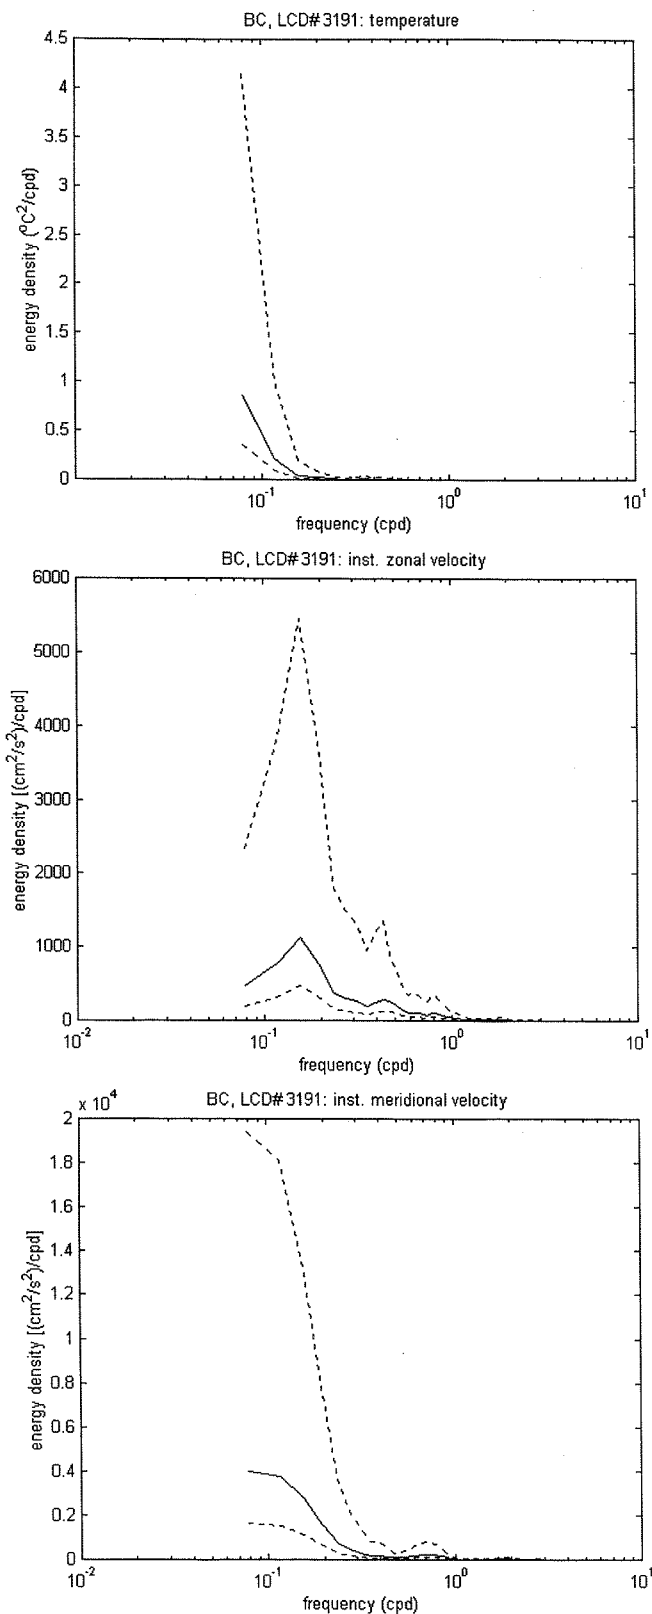 BC, LCD#3191: temperature
4.5
4
3.5
3
2.5
2
1.5
1
0.5
0
energy density (ºC²/cpd)
10⁻¹ 10⁰ 10¹
frequency (cpd)
BC, LCD#3191: inst. zonal velocity
6000
5000
4000
3000
2000
1000
0
energy density [(cm²/s²)/cpd]
10⁻² 10⁻¹ 10⁰ 10¹
frequency (cpd)
x 10⁴
BC, LCD#3191: inst. meridional velocity
2
1.8
1.6
1.4
1.2
1
0.8
0.6
0.4
0.2
0
energy density [(cm²/s²)/cpd]
10⁻² 10⁻¹ 10⁰ 10¹
frequency (cpd)